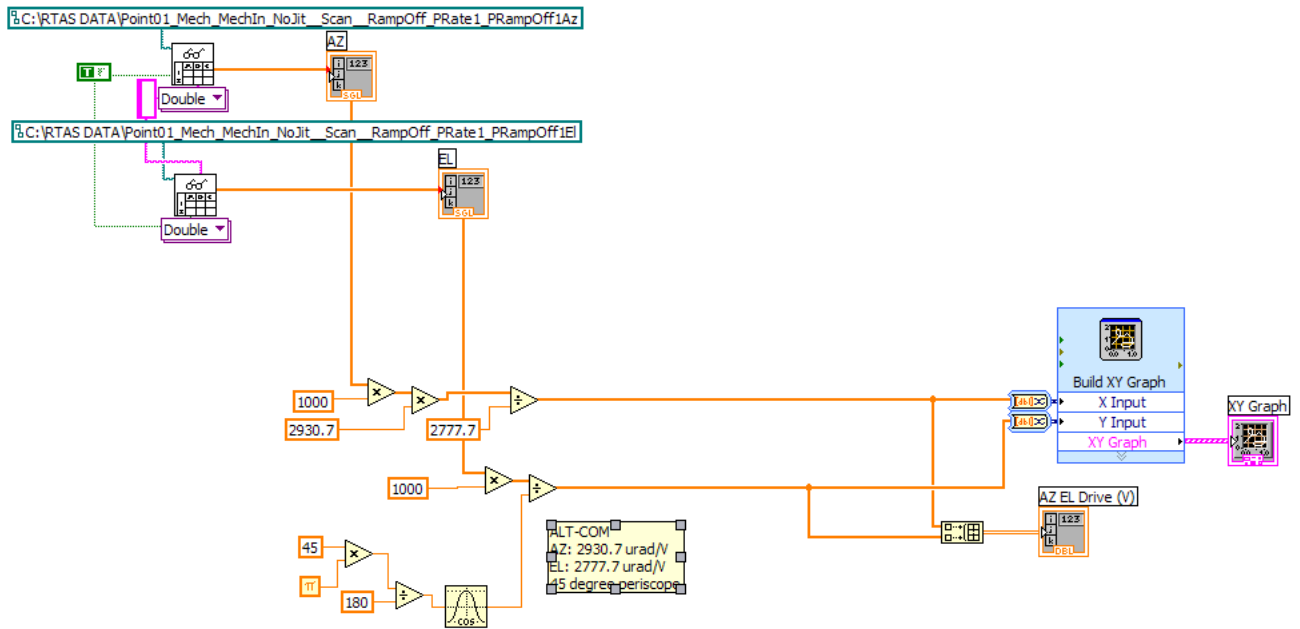 C:\RTAS DATA\Point01_Mech_MechIn_NoJit__Scan__RampOff_PRate1_PRampOff1Az
AZ
123
SGL
T
Double
C:\RTAS DATA\Point01_Mech_MechIn_NoJit__Scan__RampOff_PRate1_PRampOff1El
EL
123
SGL
Double
Build XY Graph
1000
X Input
XY Graph
2930.7
2777.7
Y Input
XY Graph
1000
AZ EL Drive (V)
123
DBL
ALT-COM
AZ: 2930.7 urad/V
EL: 2777.7 urad/V
45 degree periscope
45
π
180
COS